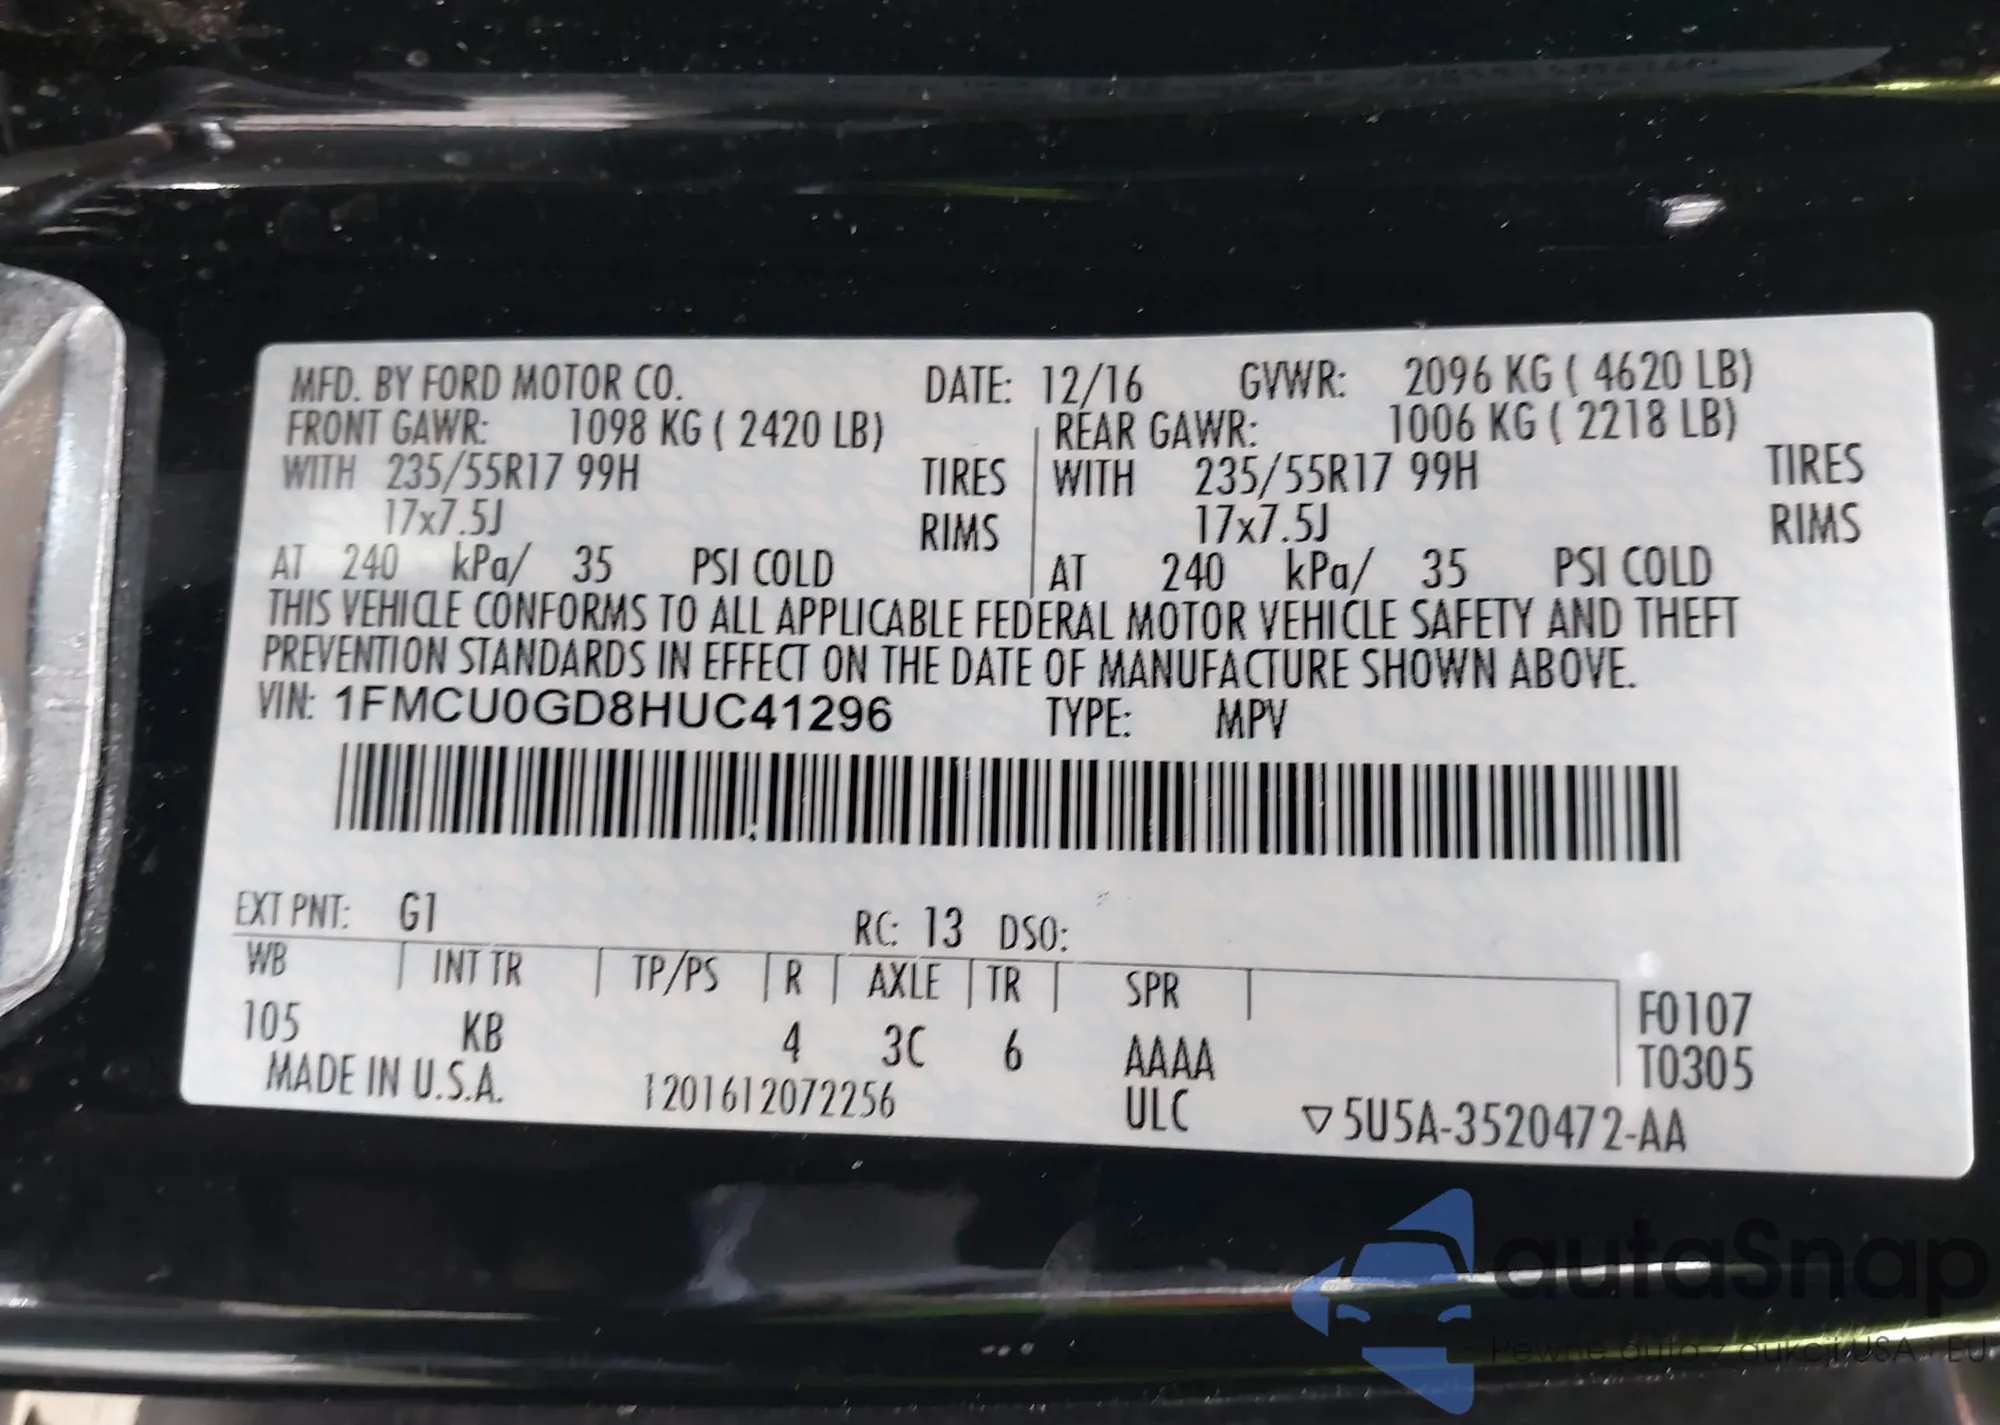 MFD. BY FORD MOTOR CO. DATE: 12/16 GVWR: 2096 KG ( 4620 LB)
FRONT GAWR: 1098 KG ( 2420 LB) REAR GAWR: 1006 KG ( 2218 LB)
WITH 235/55R17 99H TIRES WITH 235/55R17 99H TIRES
17x7.5J RIMS 17x7.5J RIMS
AT 240 kPa/ 35 PSI COLD AT 240 kPa/ 35 PSI COLD
THIS VEHICLE CONFORMS TO ALL APPLICABLE FEDERAL MOTOR VEHICLE SAFETY AND THEFT
PREVENTION STANDARDS IN EFFECT ON THE DATE OF MANUFACTURE SHOWN ABOVE.
VIN: 1FMCU0GD8HUC41296 TYPE: MPV
EXT PNT: G1 RC: 13 DSO:
WB INT TR TP/PS R AXLE TR SPR
105 KB 4 3C 6 AAAA
F0107
T0305
MADE IN U.S.A. 1201612072256 ULC ▽5U5A-3520472-AA
autaSnap
Pewne auta z aukcji USA i EU